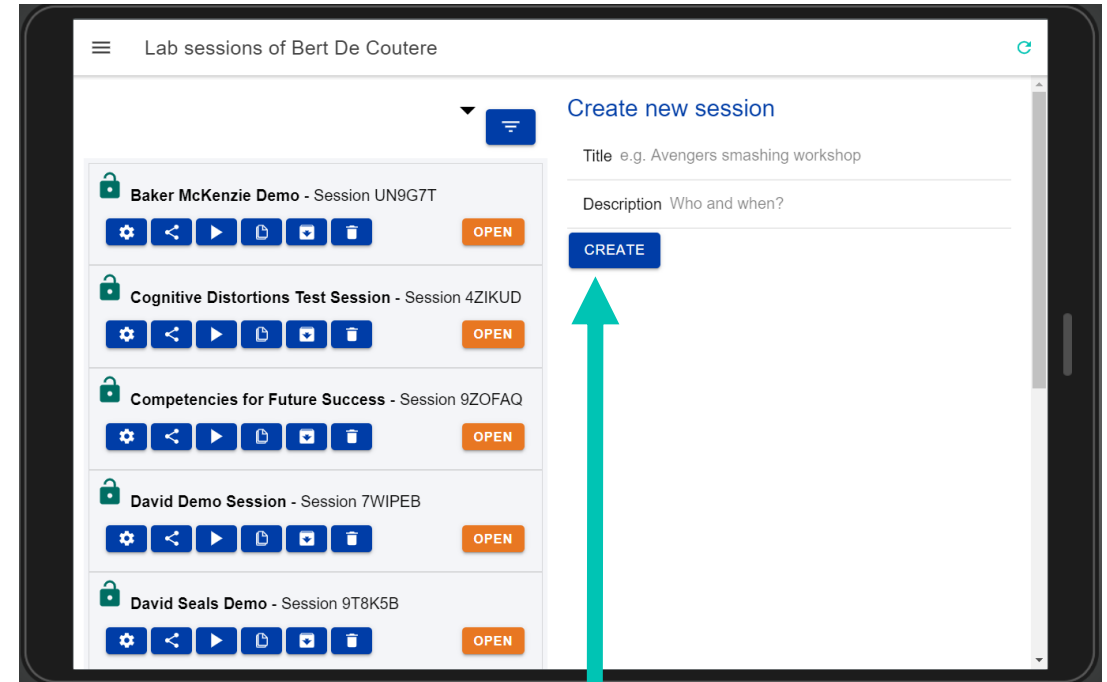 Lab sessions of Bert De Coutere
Baker McKenzie Demo - Session UN9G7T
OPEN
Cognitive Distortions Test Session - Session 4ZIKUD
OPEN
Competencies for Future Success - Session 9ZOFAQ
OPEN
David Demo Session - Session 7WIPEB
OPEN
David Seals Demo - Session 9T8K5B
OPEN
Create new session
Title e.g. Avengers smashing workshop
Description Who and when?
CREATE